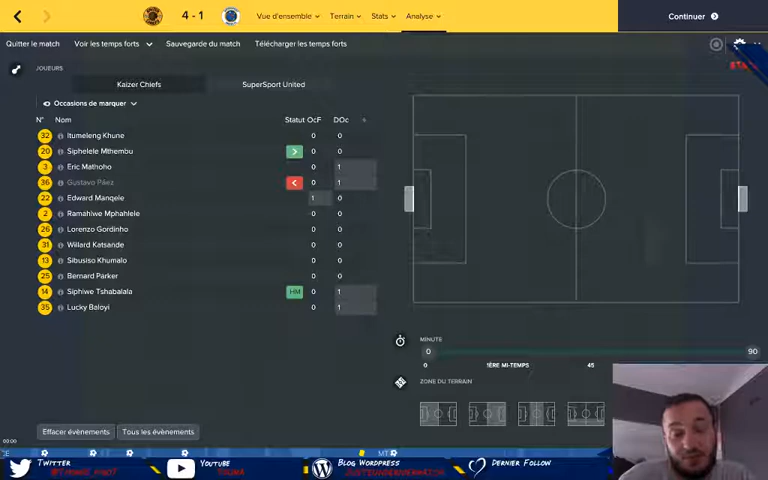 4 - 1 Vue d'ensemble Terrain Stats Analyse Continuer
Quitter le match Voir les temps forts Sauvegarde du match Télécharger les temps forts
JOUEURS
Kaizer Chiefs SuperSport United
Occasions de marquer
N° Nom Statut OcF DOc
32 Itumeleng Khune 0 0
20 Siphelele Mthembu 0 0
3 Eric Mathoho 0 1
36 Gustavo Páez 0 1
22 Edward Manqele 1 0
2 Ramahlwe Mphahlele 0 0
26 Lorenzo Gordinho 0 0
31 Willard Katsande 0 0
13 Sibusiso Khumalo 0 0
25 Bernard Parker 0 0
14 Siphiwe Tshabalala HM 0 1
35 Lucky Baloyi 0 1
MINUTE
0 90
0 1ÈRE MI-TEMPS 45
ZONE DU TERRAIN
Effacer évènements Tous les évènements
00:00
MT
Twitter
Youtube
Blog Wordpress
Dernier Follow